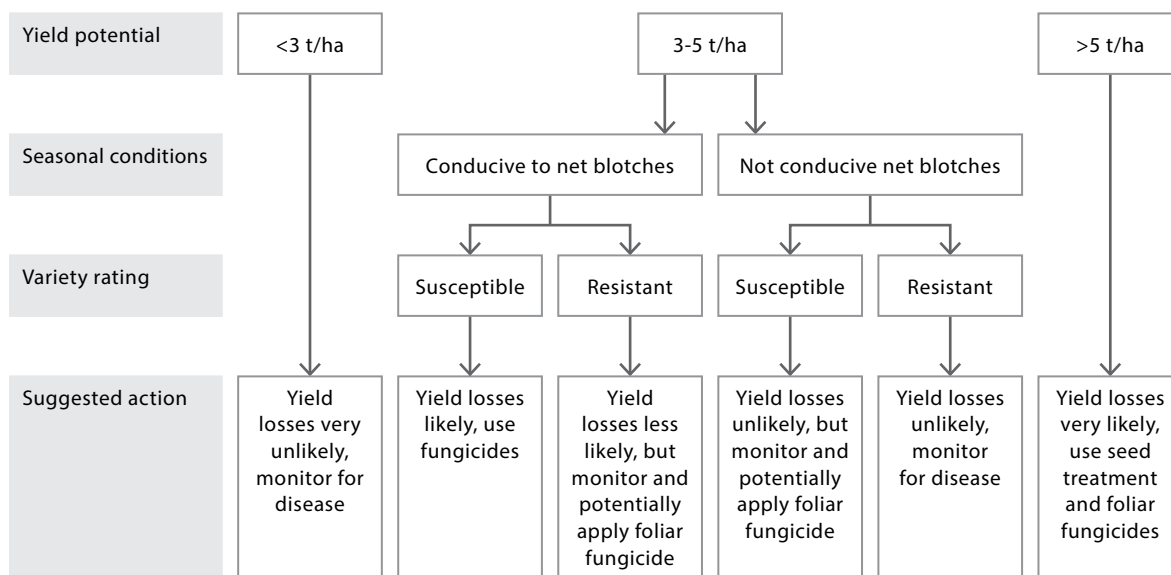 Yield potential
<3 t/ha
3-5 t/ha
>5 t/ha
Seasonal conditions
Conducive to net blotches
Not conducive net blotches
Variety rating
Susceptible
Resistant
Susceptible
Resistant
Suggested action
Yield
losses very
unlikely,
monitor for
disease
Yield losses
likely, use
fungicides
Yield
losses less
likely, but
monitor and
potentially
apply foliar
fungicide
Yield losses
unlikely, but
monitor and
potentially
apply foliar
fungicide
Yield losses
unlikely,
monitor
for disease
Yield losses
very likely,
use seed
treatment
and foliar
fungicides